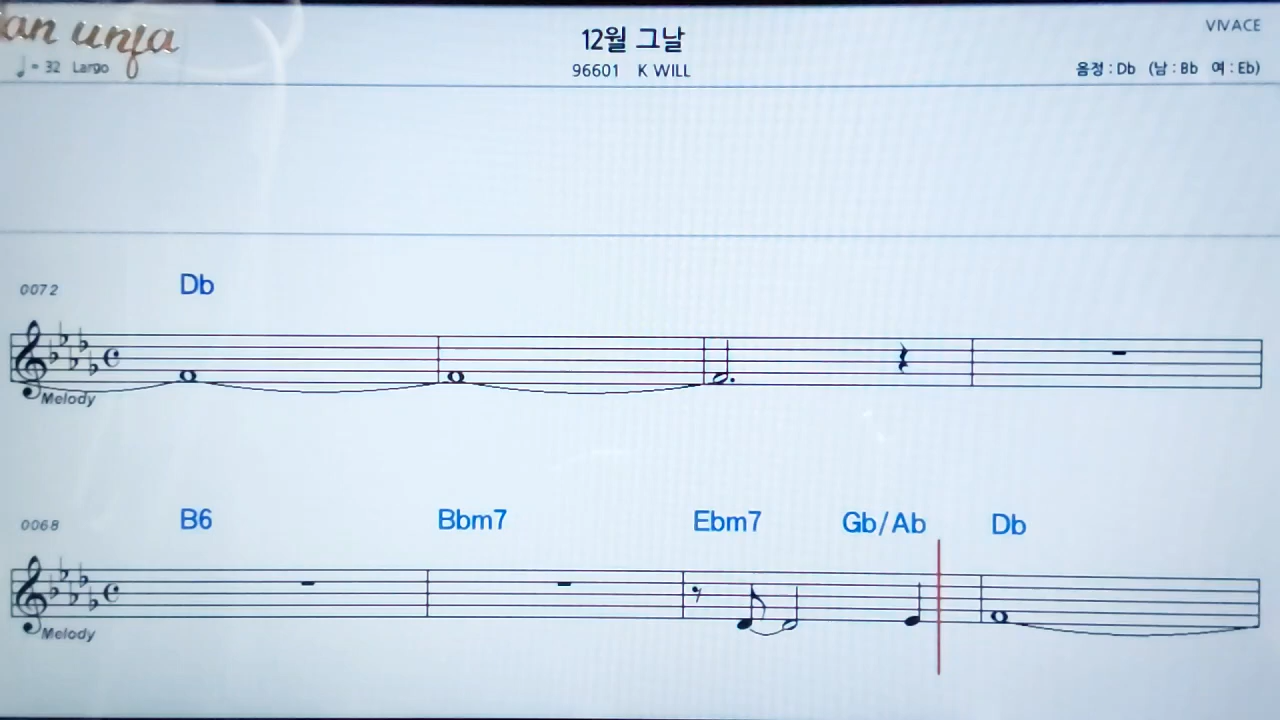 an unja
12월 그날
VIVACE
♩ = 32 Largo
96601 K WILL
음정 : Db (남 : Bb 여 : Eb)
0072 Db
Melody
0068 B6 Bbm7 Ebm7 Gb/Ab Db
Melody